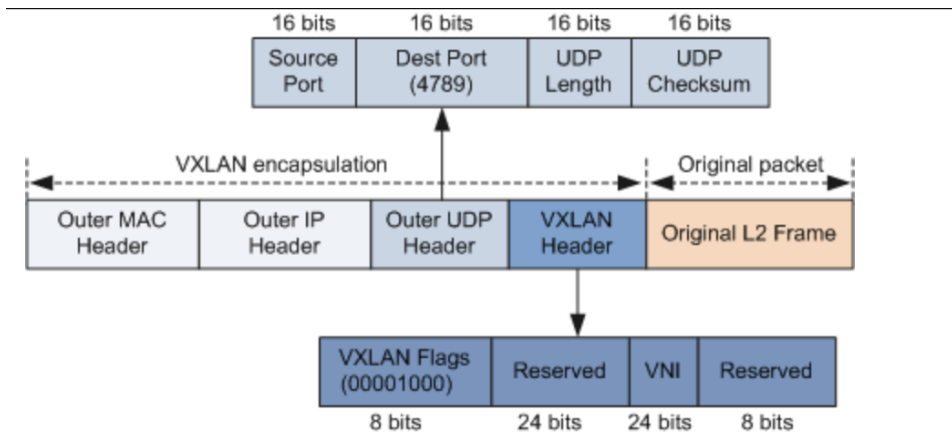 16 bits 16 bits 16 bits 16 bits
Source Port
Dest Port (4789)
UDP Length
UDP Checksum
VXLAN encapsulation
Original packet
Outer MAC Header
Outer IP Header
Outer UDP Header
VXLAN Header
Original L2 Frame
VXLAN Flags (00001000)
Reserved
VNI
Reserved
8 bits 24 bits 24 bits 8 bits